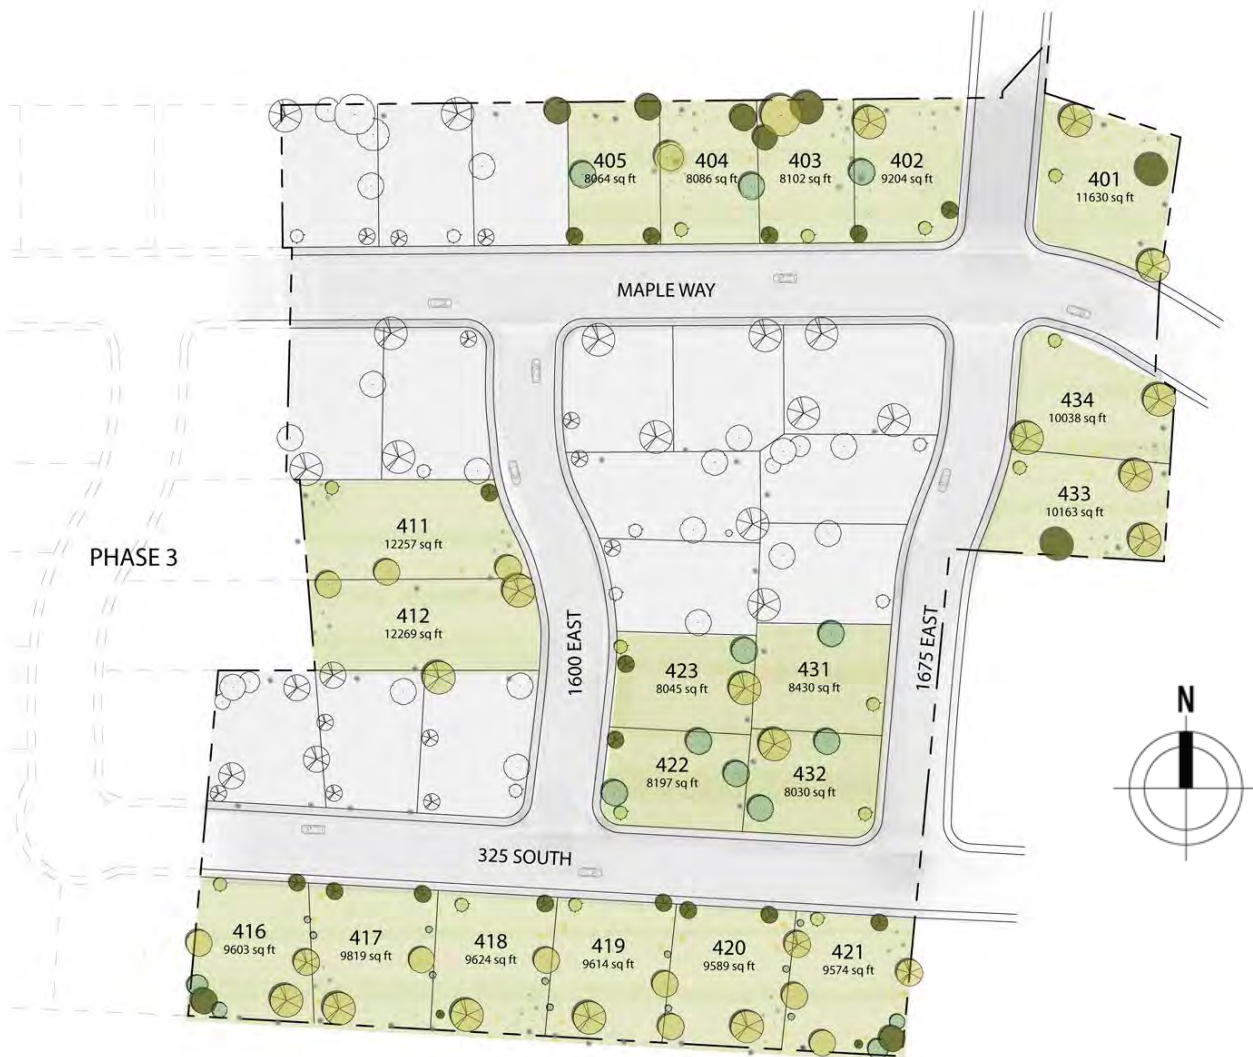 405
8064 sq ft
404
8086 sq ft
403
8102 sq ft
402
9204 sq ft
401
11630 sq ft
MAPLE WAY
434
10038 sq ft
433
10163 sq ft
411
12257 sq ft
PHASE 3
412
12269 sq ft
1600 EAST
1675 EAST
423
8045 sq ft
431
8430 sq ft
N
422
8197 sq ft
432
8030 sq ft
325 SOUTH
416
9603 sq ft
417
9819 sq ft
418
9624 sq ft
419
9614 sq ft
420
9589 sq ft
421
9574 sq ft